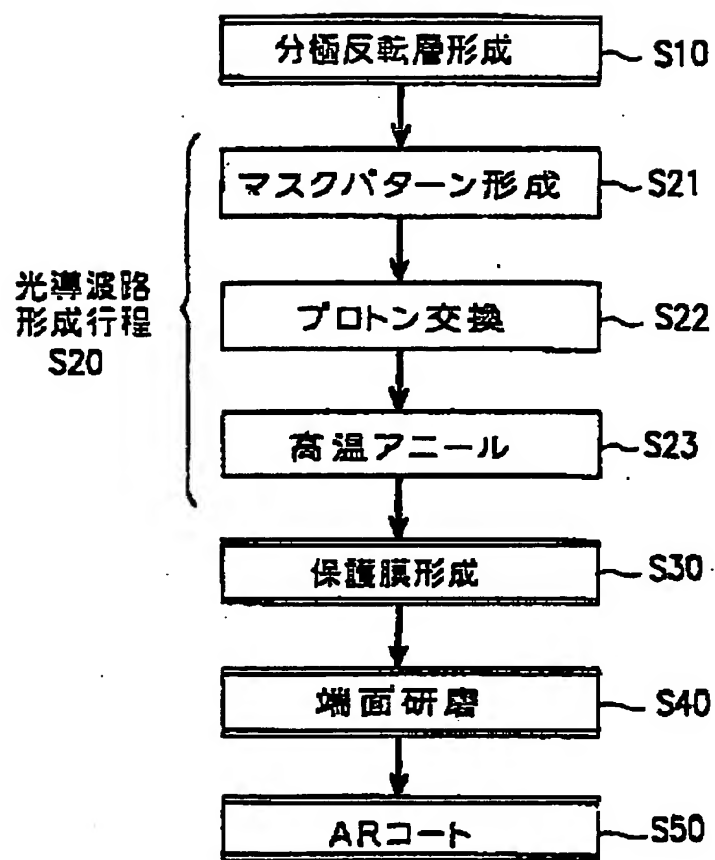 分極反転層形成 S10
マスクパターン形成 S21
光導波路
形成行程
S20
プロトン交換 S22
高温アニール S23
保護膜形成 S30
端面研磨 S40
ARコート S50